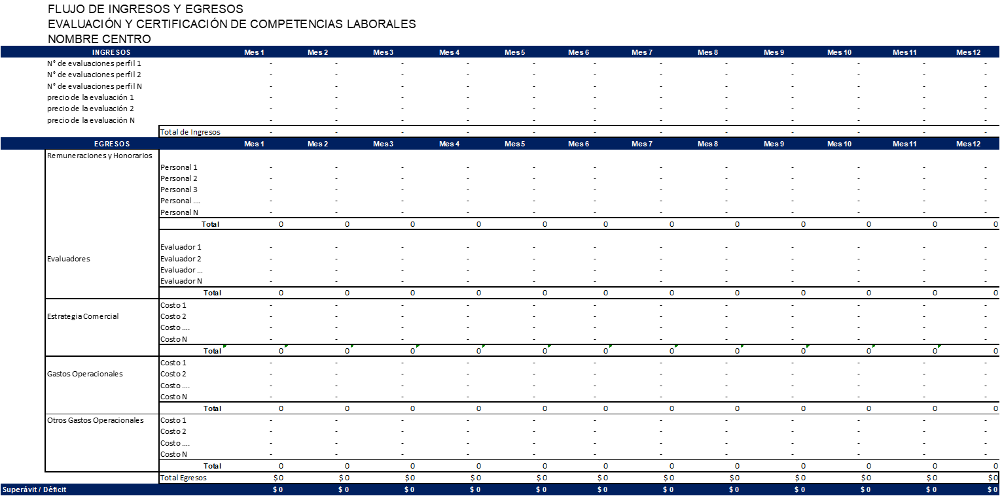 FLUJO DE INGRESOS Y EGRESOS
EVALUACIÓN Y CERTIFICACIÓN DE COMPETENCIAS LABORALES
NOMBRE CENTRO
INGRESOS Mes 1 Mes 2 Mes 3 Mes 4 Mes 5 Mes 6 Mes 7 Mes 8 Mes 9 Mes 10 Mes 11 Mes 12
N° de evaluaciones perfil 1 - - - - - - - - - - - -
N° de evaluaciones perfil 2 - - - - - - - - - - - -
N° de evaluaciones perfil N - - - - - - - - - - - -
precio de la evaluación 1 - - - - - - - - - - - -
precio de la evaluación 2 - - - - - - - - - - - -
precio de la evaluación N - - - - - - - - - - - -
Total de Ingresos - - - - - - - - - - - -
EGRESOS Mes 1 Mes 2 Mes 3 Mes 4 Mes 5 Mes 6 Mes 7 Mes 8 Mes 9 Mes 10 Mes 11 Mes 12
Remuneraciones y Honorarios
Personal 1 - - - - - - - - - - - -
Personal 2 - - - - - - - - - - - -
Personal 3 - - - - - - - - - - - -
Personal .... - - - - - - - - - - - -
Personal N - - - - - - - - - - - -
Total 0 0 0 0 0 0 0 0 0 0 0 0
Evaluador 1 - - - - - - - - - - - -
Evaluadores Evaluador 2 - - - - - - - - - - - -
Evaluador ... - - - - - - - - - - - -
Evaluador N - - - - - - - - - - - -
Total 0 0 0 0 0 0 0 0 0 0 0 0
Costo 1 - - - - - - - - - - - -
Estrategia Comercial Costo 2 - - - - - - - - - - - -
Costo .... - - - - - - - - - - - -
Costo N - - - - - - - - - - - -
Total 0 0 0 0 0 0 0 0 0 0 0 0
Costo 1 - - - - - - - - - - - -
Gastos Operacionales Costo 2 - - - - - - - - - - - -
Costo .... - - - - - - - - - - - -
Costo N - - - - - - - - - - - -
Total 0 0 0 0 0 0 0 0 0 0 0 0
Otros Gastos Operacionales Costo 1 - - - - - - - - - - - -
Costo 2 - - - - - - - - - - - -
Costo .... - - - - - - - - - - - -
Costo N - - - - - - - - - - - -
Total 0 0 0 0 0 0 0 0 0 0 0 0
Total Egresos $ 0 $ 0 $ 0 $ 0 $ 0 $ 0 $ 0 $ 0 $ 0 $ 0 $ 0 $ 0
Superávit / Déficit $ 0 $ 0 $ 0 $ 0 $ 0 $ 0 $ 0 $ 0 $ 0 $ 0 $ 0 $ 0